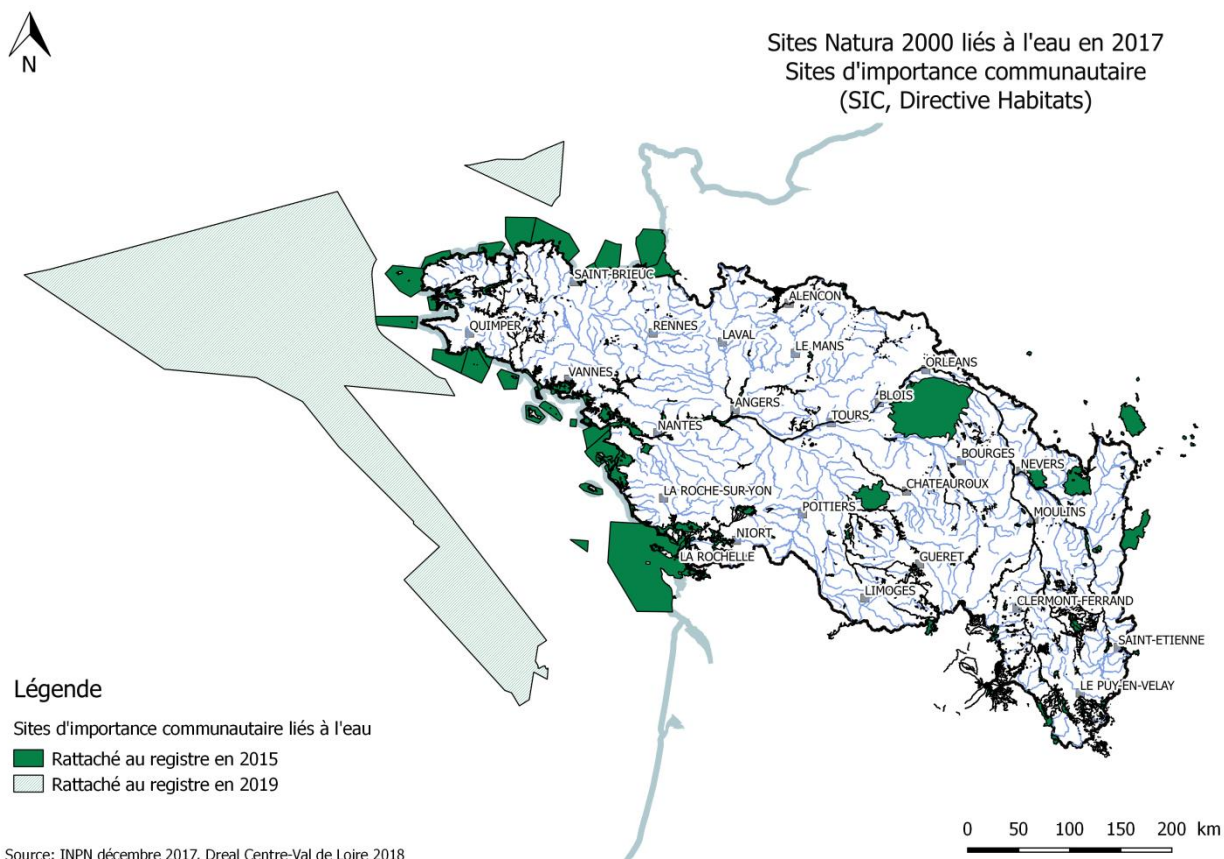 N
Sites Natura 2000 liés à l'eau en 2017
Sites d'importance communautaire
(SIC, Directive Habitats)
SAINT-BRIEUC
ALENCON
QUIMPER
RENNES
LAVAL
LE MANS
ORLEANS
VANNES
BLOIS
ANGERS
TOURS
NANTES
BOURGES
NEVERS
CHATEAUROUX
LA ROCHE-SUR-YON
POITIERS
MOULINS
NIORT
LA ROCHELLE
GUERET
LIMOGES
CLERMONT-FERRAND
SAINT-ETIENNE
LE PUY-EN-VELAY
Légende
Sites d'importance communautaire liés à l'eau
Rattaché au registre en 2015
Rattaché au registre en 2019
0 50 100 150 200 km
Source: INPN décembre 2017, Dreal Centre-Val de Loire 2018